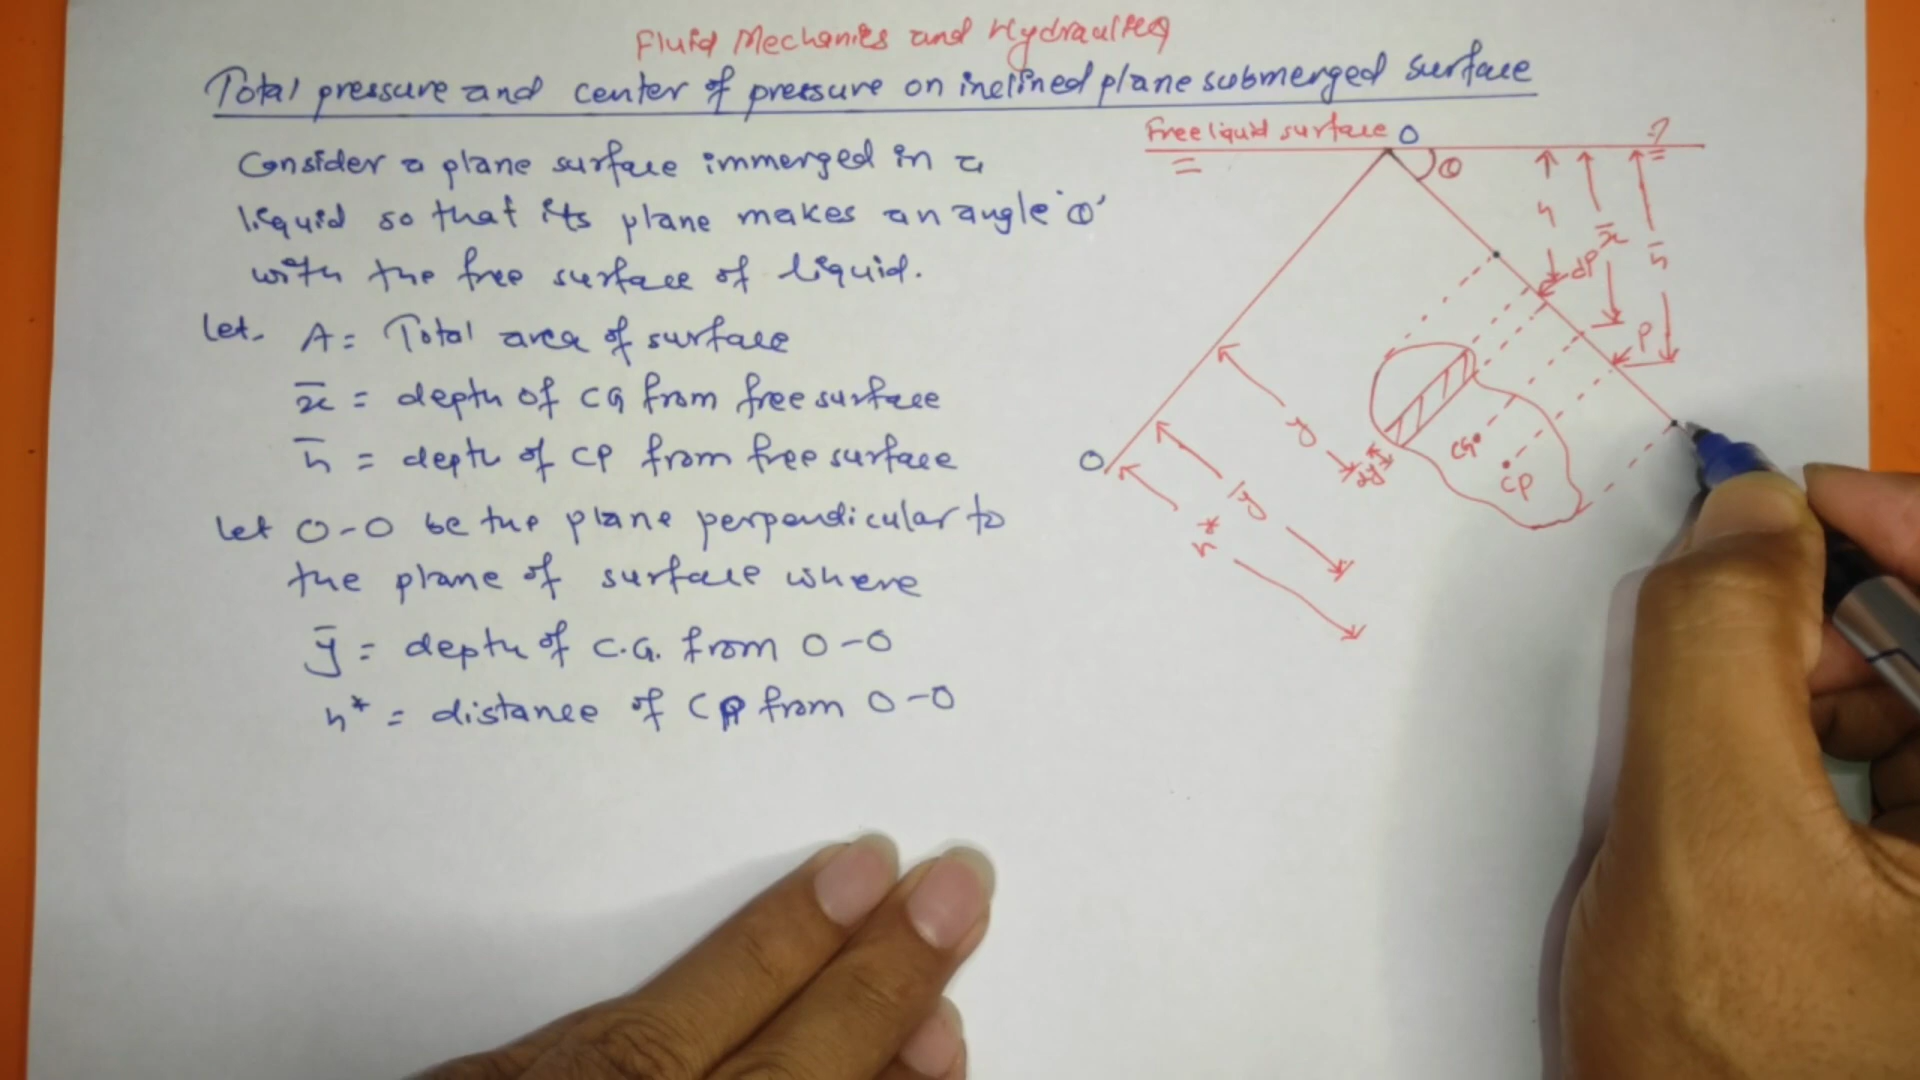 Fluid Mechanics and Hydraulics
Total pressure and center of pressure on inclined plane submerged surface
Consider a plane surface immerged in a
liquid so that its plane makes an angle 'θ'
with the free surface of liquid.
Let. A = Total area of surface
x̄ = depth of CG from free surface
h̄ = depth of CP from free surface
Let O-O be the plane perpendicular to
the plane of surface where
ȳ = depth of C.G. from O-O
h* = distance of CP from O-O
Free liquid surface O
θ
h
x̄
h̄
dP
P
O
y
dy
ȳ
h*
CG
CP